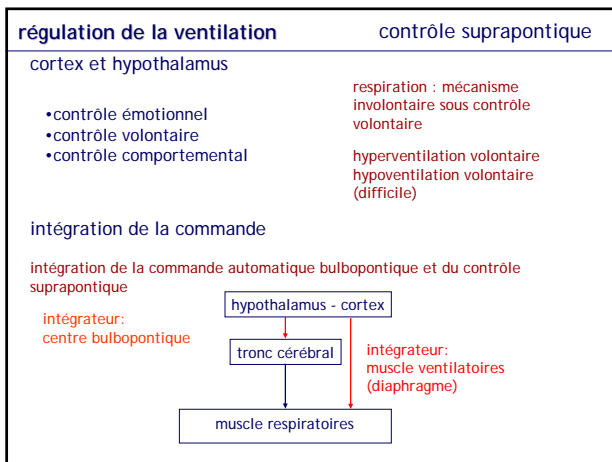 régulation de la ventilation
contrôle suprapontique
cortex et hypothalamus
•contrôle émotionnel
•contrôle volontaire
•contrôle comportemental
respiration : mécanisme
involontaire sous contrôle
volontaire
hyperventilation volontaire
hypoventilation volontaire
(difficile)
intégration de la commande
intégration de la commande automatique bulbopontique et du contrôle
suprapontique
intégrateur:
centre bulbopontique
hypothalamus - cortex
tronc cérébral
intégrateur:
muscle ventilatoires
(diaphragme)
muscle respiratoires